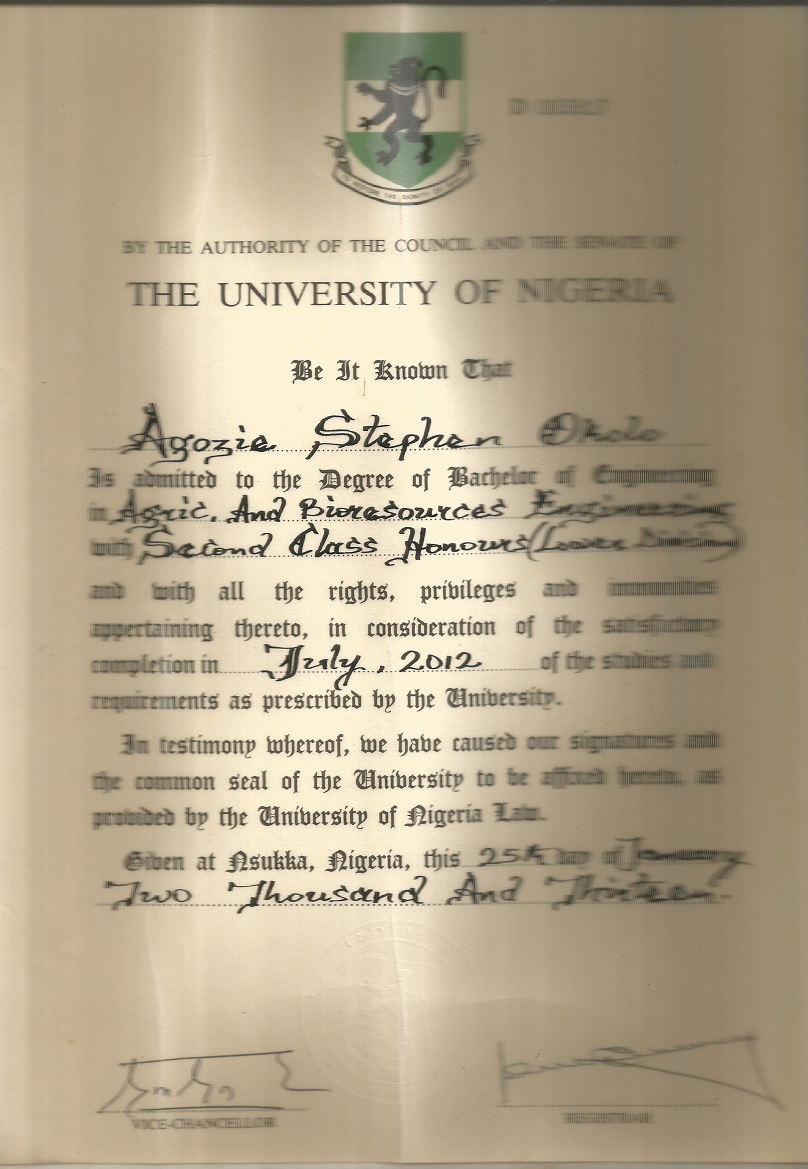 TO RESTORE THE DIGNITY OF MAN
BY THE AUTHORITY OF THE COUNCIL AND THE SENATE OF
THE UNIVERSITY OF NIGERIA
Be It Known That
Agozie Stephen Okolo
Is admitted to the Degree of Bachelor of Engineering
in Agric. And Bioresources Engineering
with Second Class Honours (Lower Division)
and with all the rights, privileges and immunities
appertaining thereto, in consideration of the satisfactory
completion in July, 2012 of the studies and
requirements as prescribed by the University.
In testimony whereof, we have caused our signatures and
the common seal of the University to be affixed hereto, as
provided by the University of Nigeria Law.
Given at Nsukka, Nigeria, this 25th day of January
Two Thousand And Thirteen
VICE-CHANCELLOR
REGISTRAR